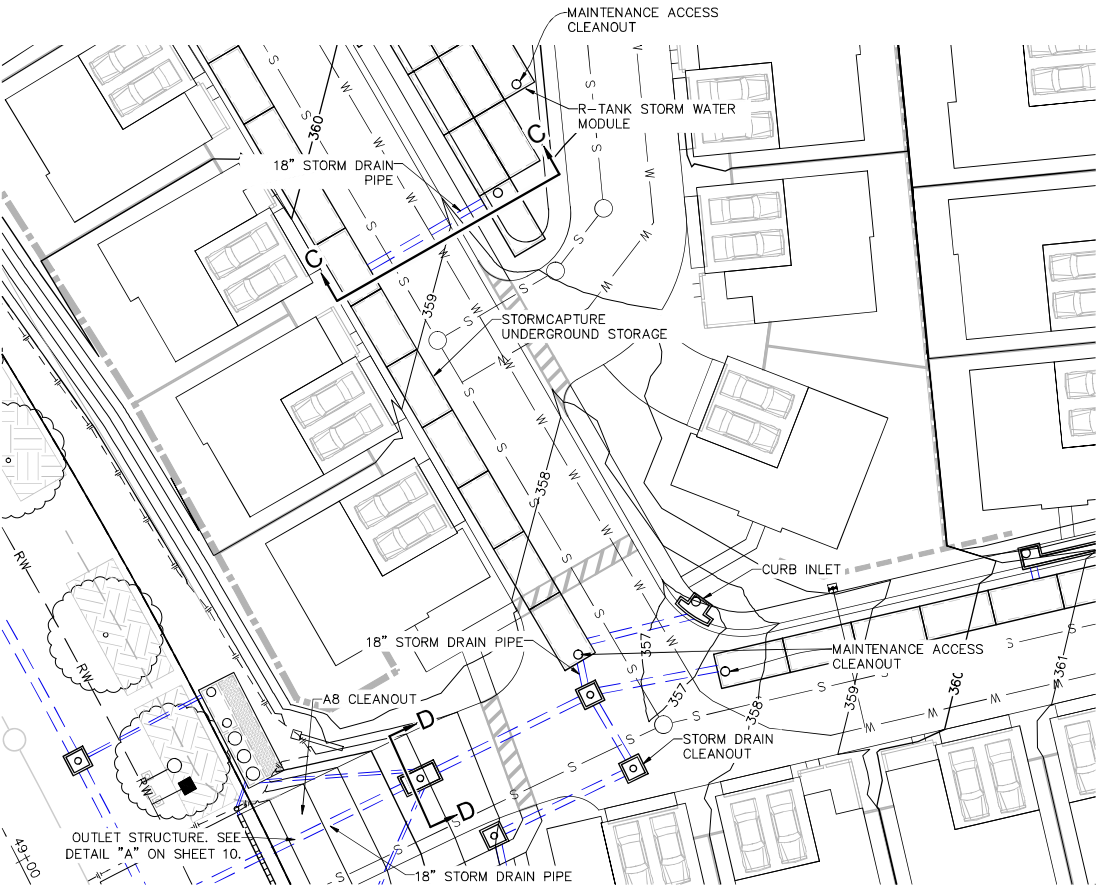 MAINTENANCE ACCESS
CLEANOUT
R-TANK STORM WATER
MODULE
C
360
18" STORM DRAIN
PIPE
C
359
STORMCAPTURE
UNDERGROUND STORAGE
358
CURB INLET
18" STORM DRAIN PIPE
357
MAINTENANCE ACCESS
CLEANOUT
357
358
359
360
361
A8 CLEANOUT
D
STORM DRAIN
CLEANOUT
D
OUTLET STRUCTURE. SEE
DETAIL "A" ON SHEET 10.
18" STORM DRAIN PIPE
RW
RW
RW
49+00
S
S
S
S
S
S
S
S
S
S
S
S
W
W
W
W
W
W
W
W
W
W
W
W